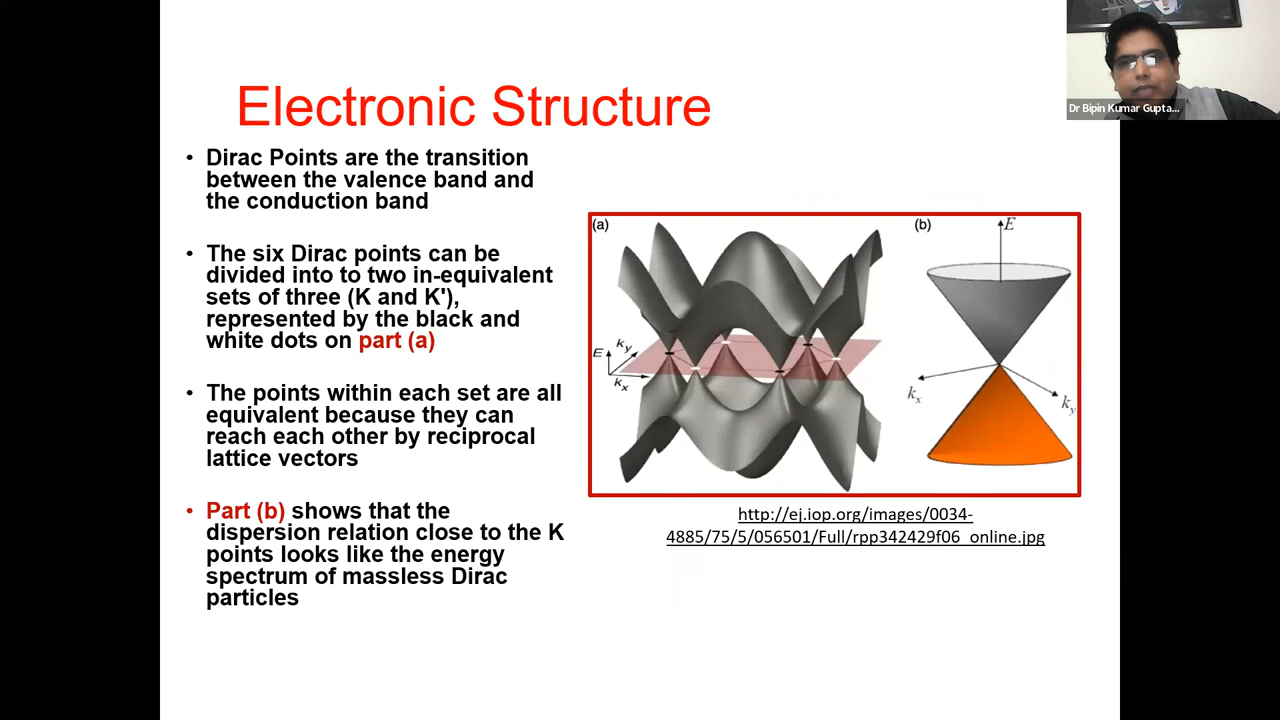 Dr Bipin Kumar Gupta...
Electronic Structure
• Dirac Points are the transition
between the valence band and
the conduction band
• The six Dirac points can be
divided into to two in-equivalent
sets of three (K and K'),
represented by the black and
white dots on part (a)
• The points within each set are all
equivalent because they can
reach each other by reciprocal
lattice vectors
• Part (b) shows that the
dispersion relation close to the K
points looks like the energy
spectrum of massless Dirac
particles
(a)
E
ky
kx
(b)
E
kx
ky
http://ej.iop.org/images/0034-
4885/75/5/056501/Full/rpp342429f06_online.jpg